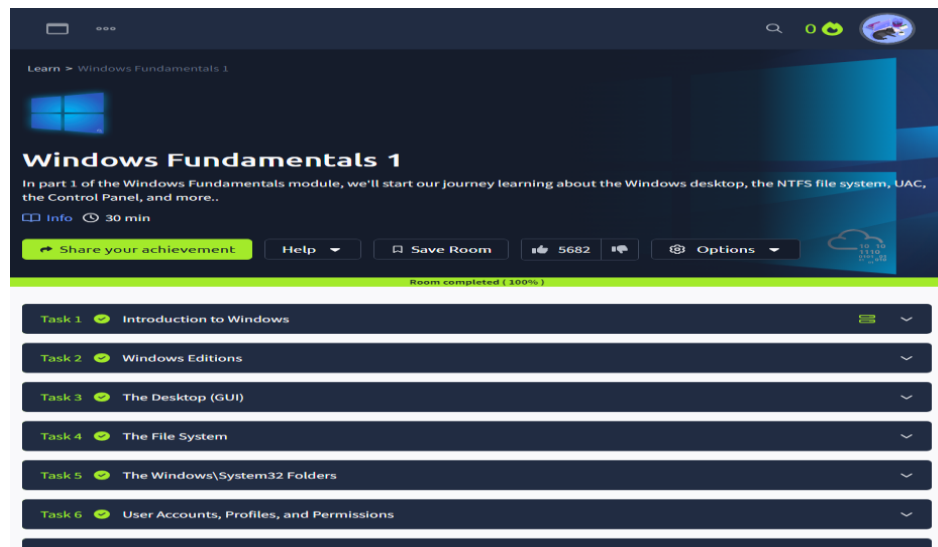 0
Learn > Windows Fundamentals 1
Windows Fundamentals 1
In part 1 of the Windows Fundamentals module, we'll start our journey learning about the Windows desktop, the NTFS file system, UAC,
the Control Panel, and more..
Info 30 min
Share your achievement Help Save Room 5682 Options
Room completed ( 100% )
Task 1 Introduction to Windows
Task 2 Windows Editions
Task 3 The Desktop (GUI)
Task 4 The File System
Task 5 The Windows\System32 Folders
Task 6 User Accounts, Profiles, and Permissions